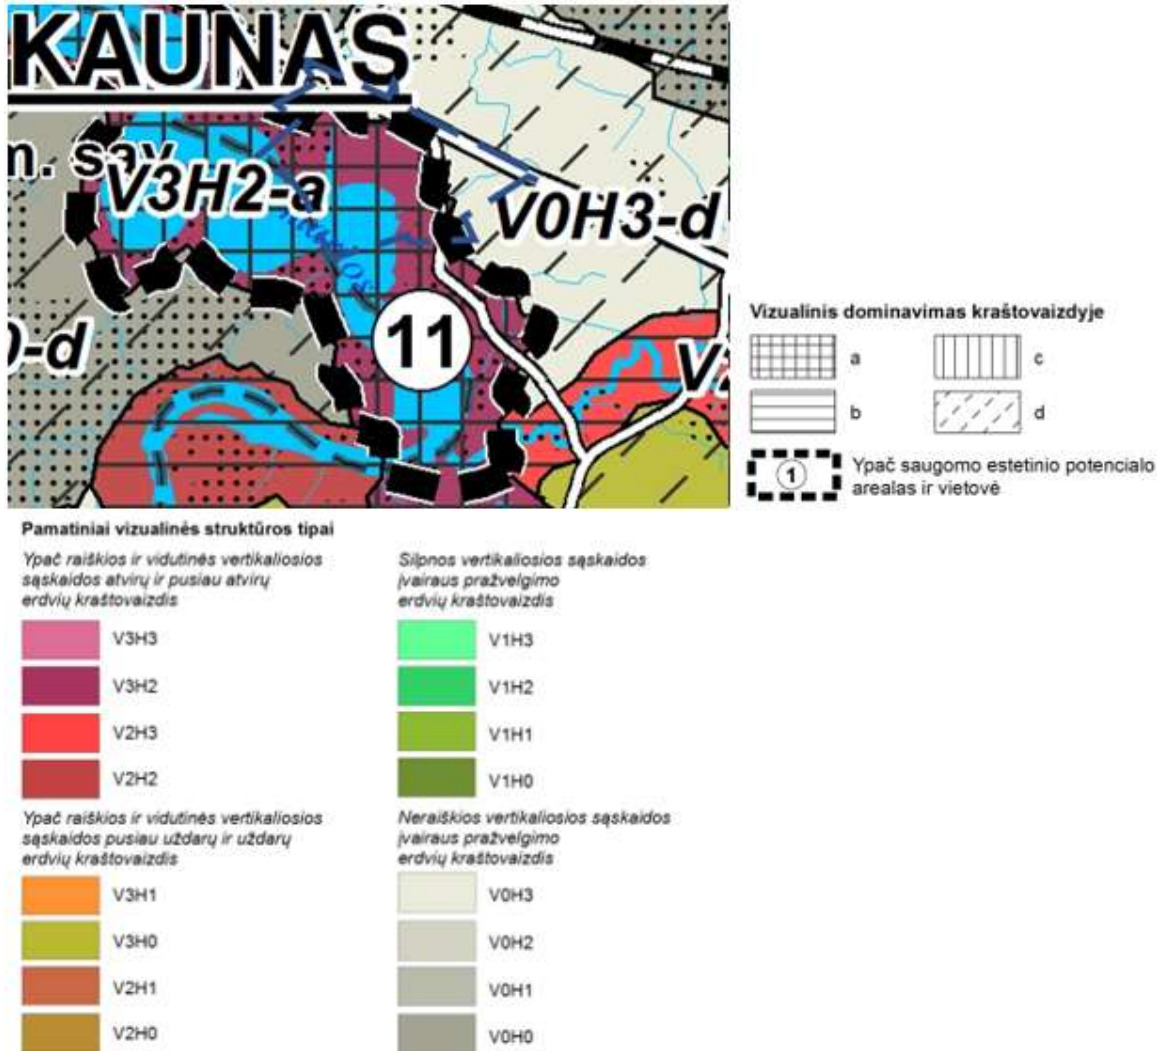 KAUNAS
m. sav.
V3H2-a
V0H3-d
0-d
11
V
Vizualinis dominavimas kraštovaizdyje
a
c
b
d
1
Ypač saugomo estetinio potencialo
arealas ir vietovė
Pamatiniai vizualinės struktūros tipai
Ypač raiškios ir vidutinės vertikaliosios
sąskaidos atvirų ir pusiau atvirų
erdvių kraštovaizdis
V3H3
V3H2
V2H3
V2H2
Silpnos vertikaliosios sąskaidos
įvairaus pražvelgimo
erdvių kraštovaizdis
V1H3
V1H2
V1H1
V1H0
Ypač raiškios ir vidutinės vertikaliosios
sąskaidos pusiau uždarų ir uždarų
erdvių kraštovaizdis
V3H1
V3H0
V2H1
V2H0
Neraiškios vertikaliosios sąskaidos
įvairaus pražvelgimo
erdvių kraštovaizdis
V0H3
V0H2
V0H1
V0H0